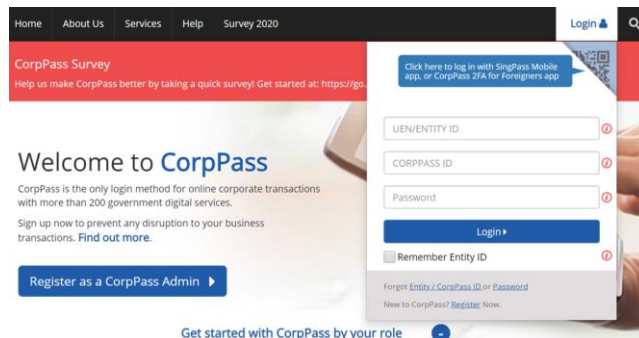 Home About Us Services Help Survey 2020 Login
CorpPass Survey
Help us make CorpPass better by taking a quick survey! Get started at: https://go.
Click here to log in with SingPass Mobile
app, or CorpPass 2FA for Foreigners app
UEN/ENTITY ID
CORPPASS ID
Password
Login
Remember Entity ID
Forgot Entity / CorpPass ID or Password
New to CorpPass? Register Now.
Welcome to CorpPass
CorpPass is the only login method for online corporate transactions
with more than 200 government digital services.
Sign up now to prevent any disruption to your business
transactions. Find out more.
Register as a CorpPass Admin
Get started with CorpPass by your role